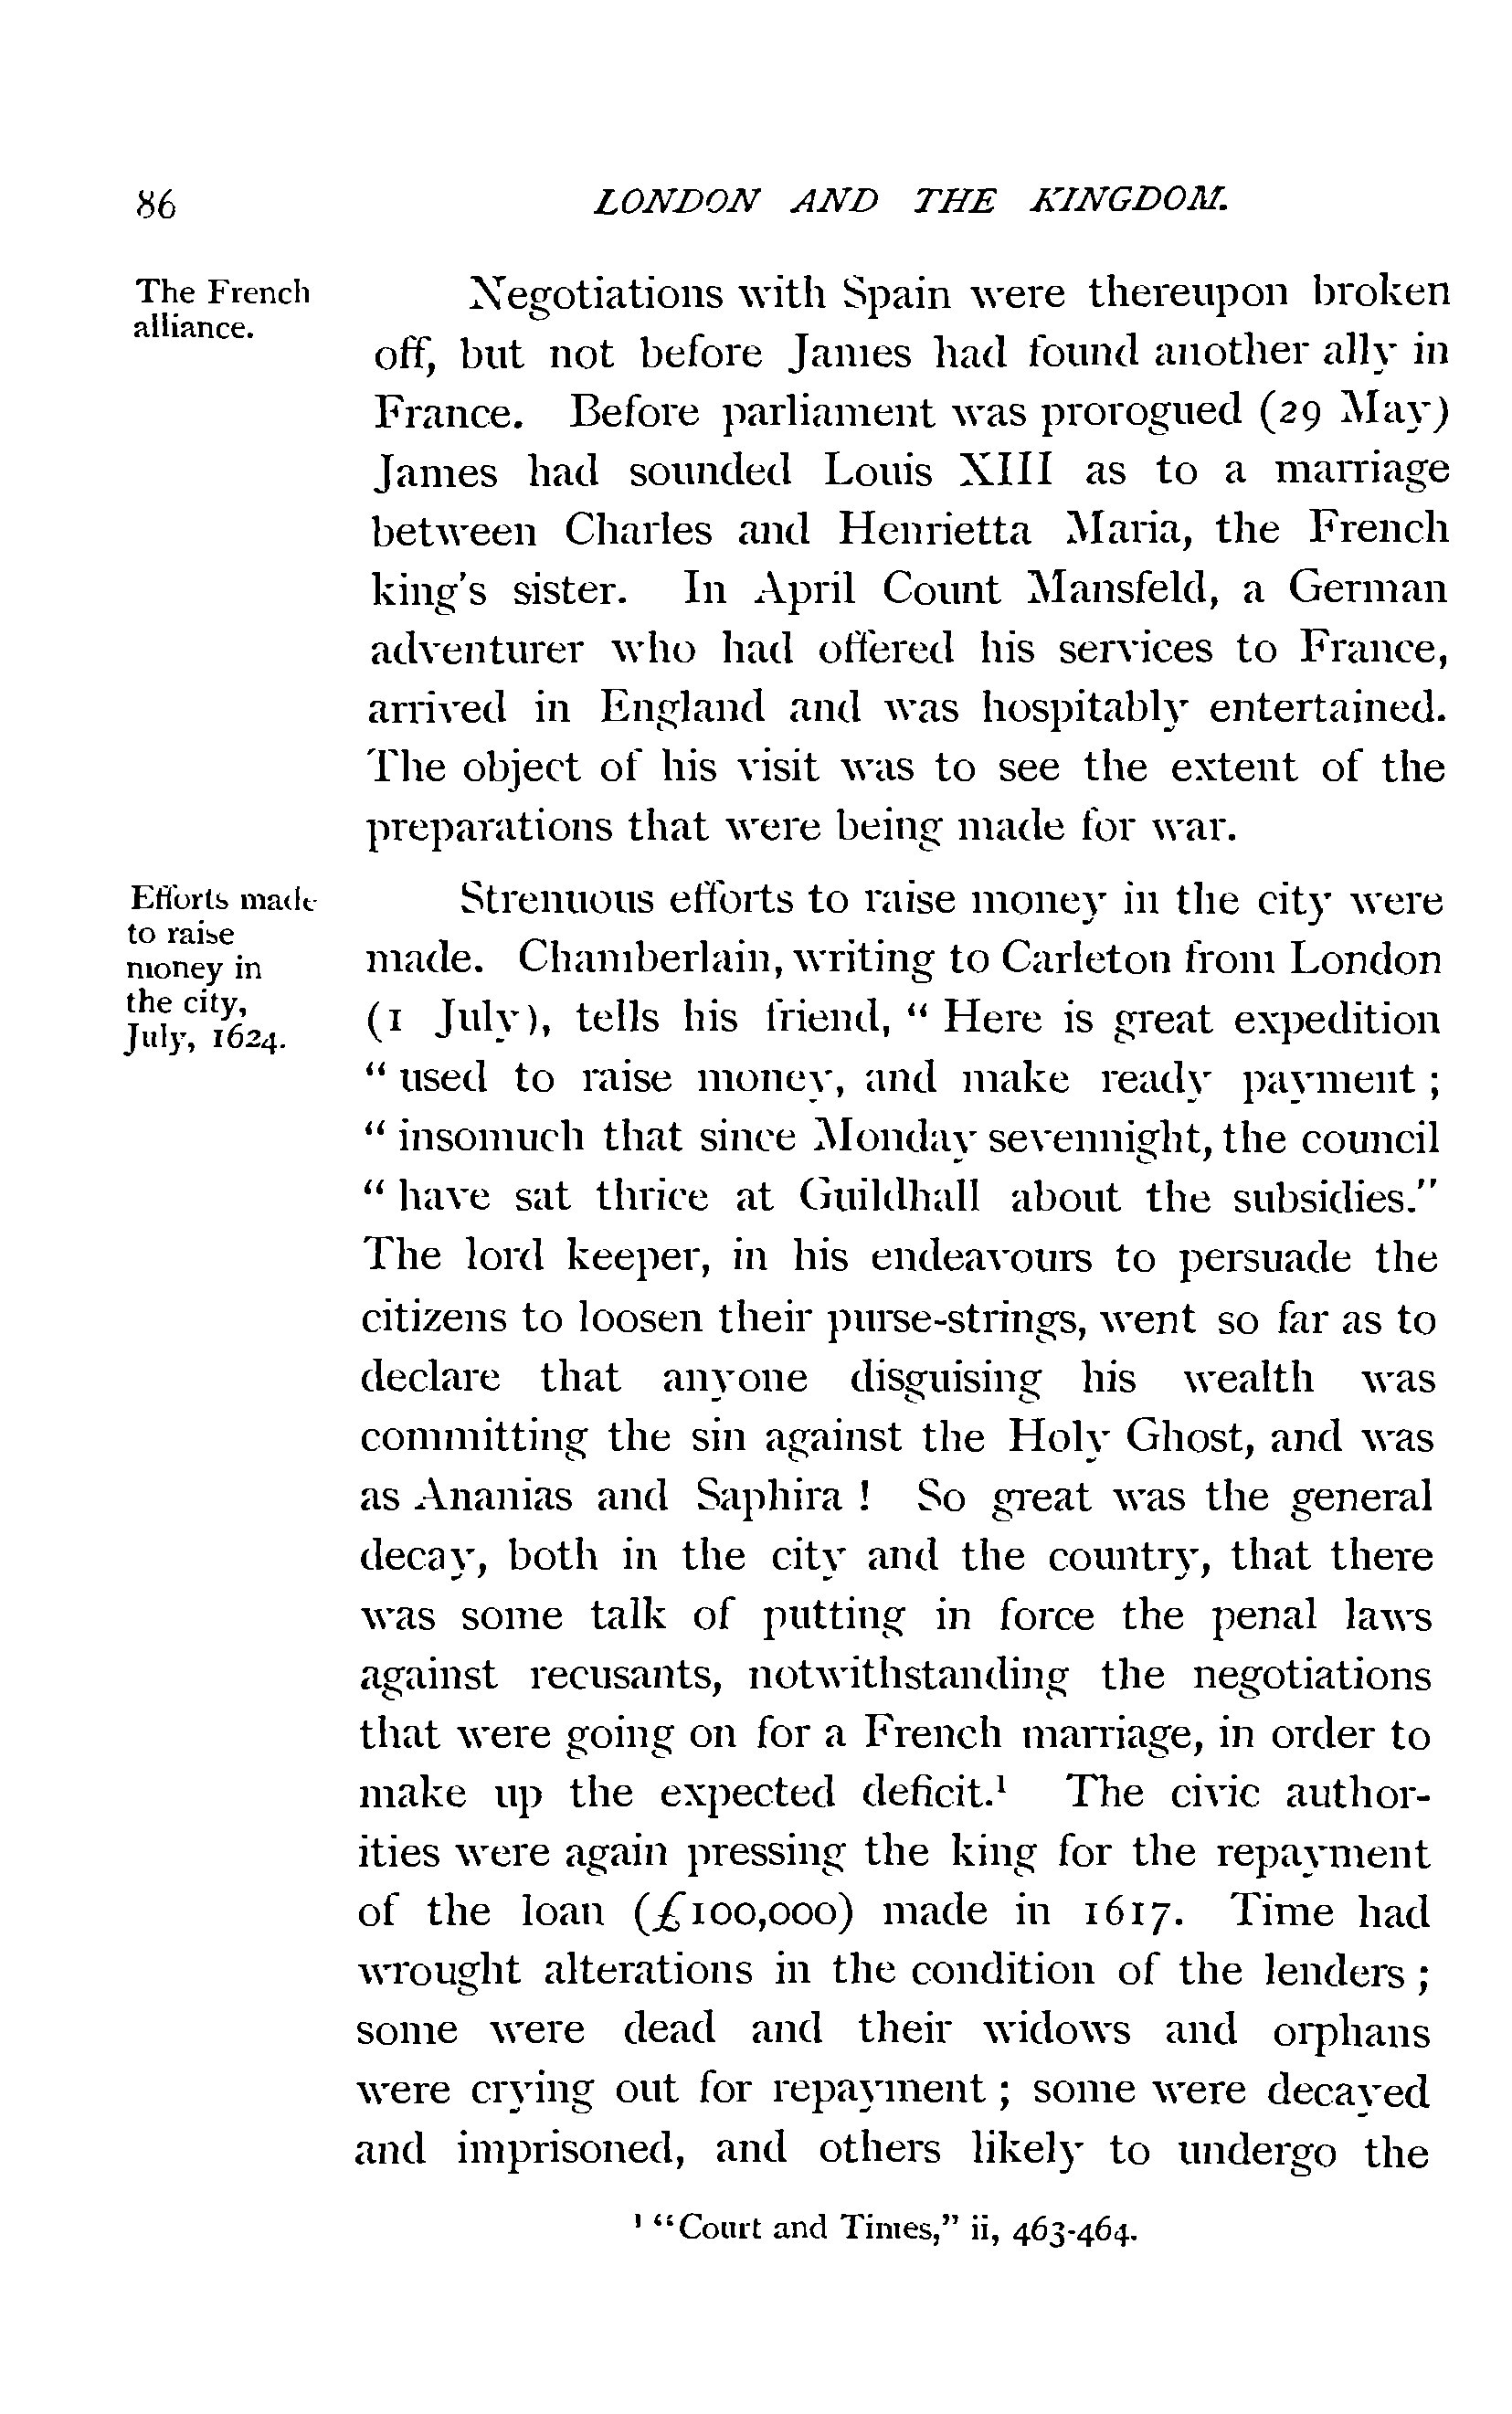 86
LONDON AND THE KINGDOM.
The French
alliance.
Negotiations with Spain were thereupon broken
off, but not before James had found another ally in
France. Before parliament was prorogued (29 May)
James had sounded Louis XIII as to a marriage
between Charles and Henrietta Maria, the French
king's sister. In April Count Mansfeld, a German
adventurer who had offered his services to France,
arrived in England and was hospitably entertained.
The object of his visit was to see the extent of the
preparations that were being made for war.
Efforts made
to raise
money in
the city,
July, 1624.
Strenuous efforts to raise money in the city were
made. Chamberlain, writing to Carleton from London
(1 July), tells his friend, “ Here is great expedition
“ used to raise money, and make ready payment ;
“ insomuch that since Monday sevennight, the council
“ have sat thrice at Guildhall about the subsidies.”
The lord keeper, in his endeavours to persuade the
citizens to loosen their purse-strings, went so far as to
declare that anyone disguising his wealth was
committing the sin against the Holy Ghost, and was
as Ananias and Saphira ! So great was the general
decay, both in the city and the country, that there
was some talk of putting in force the penal laws
against recusants, notwithstanding the negotiations
that were going on for a French marriage, in order to
make up the expected deficit.¹ The civic author-
ities were again pressing the king for the repayment
of the loan (£100,000) made in 1617. Time had
wrought alterations in the condition of the lenders ;
some were dead and their widows and orphans
were crying out for repayment ; some were decayed
and imprisoned, and others likely to undergo the
¹ “Court and Times,” ii, 463-464.